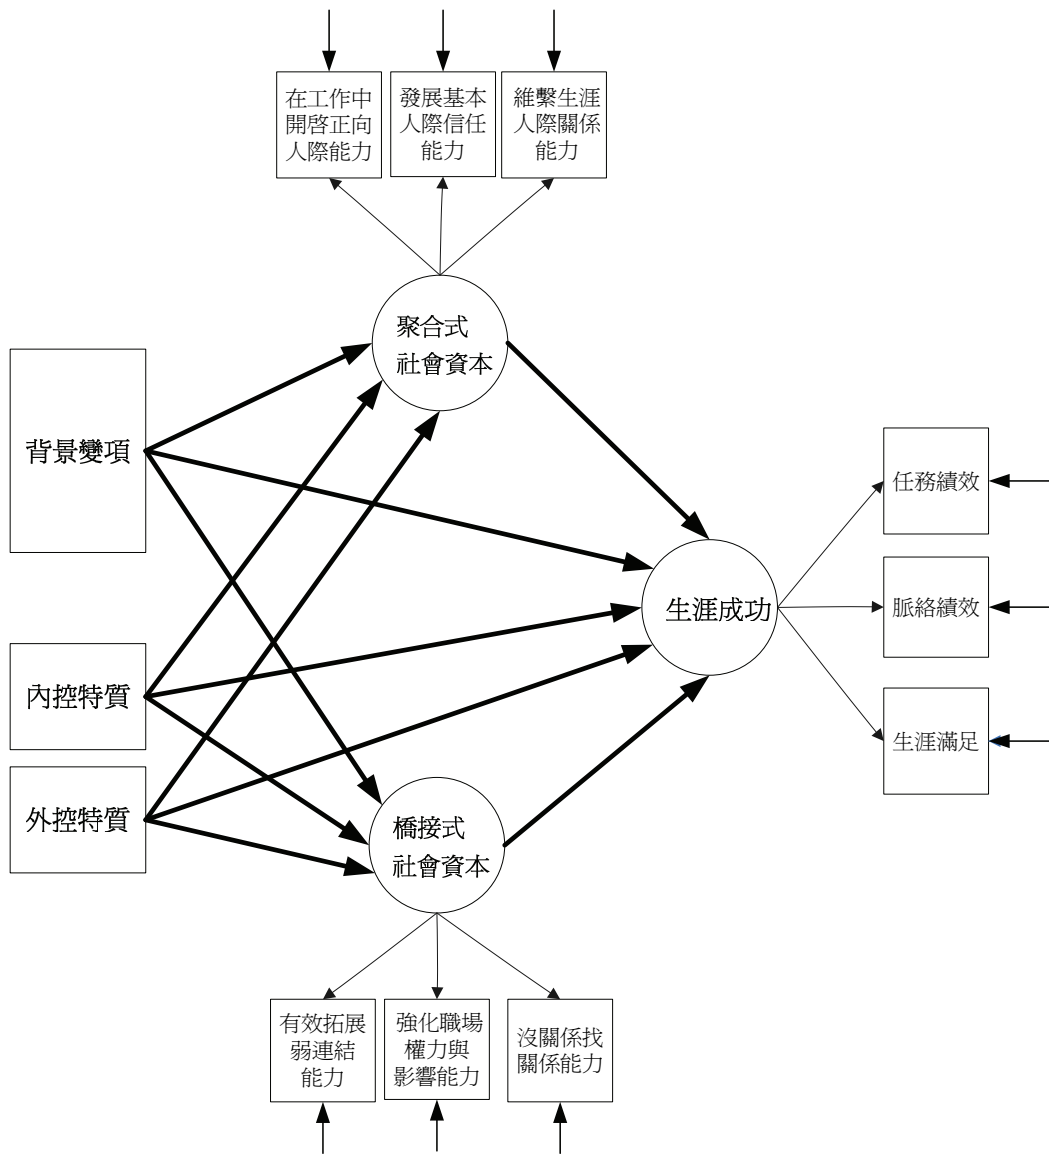 在工作中
開啓正向
人際能力
發展基本
人際信任
能力
維繫生涯
人際關係
能力
聚合式
社會資本
背景變項
任務績效
生涯成功
脈絡績效
內控特質
生涯滿足
外控特質
橋接式
社會資本
有效拓展
弱連結
能力
強化職場
權力與
影響能力
沒關係找
關係能力